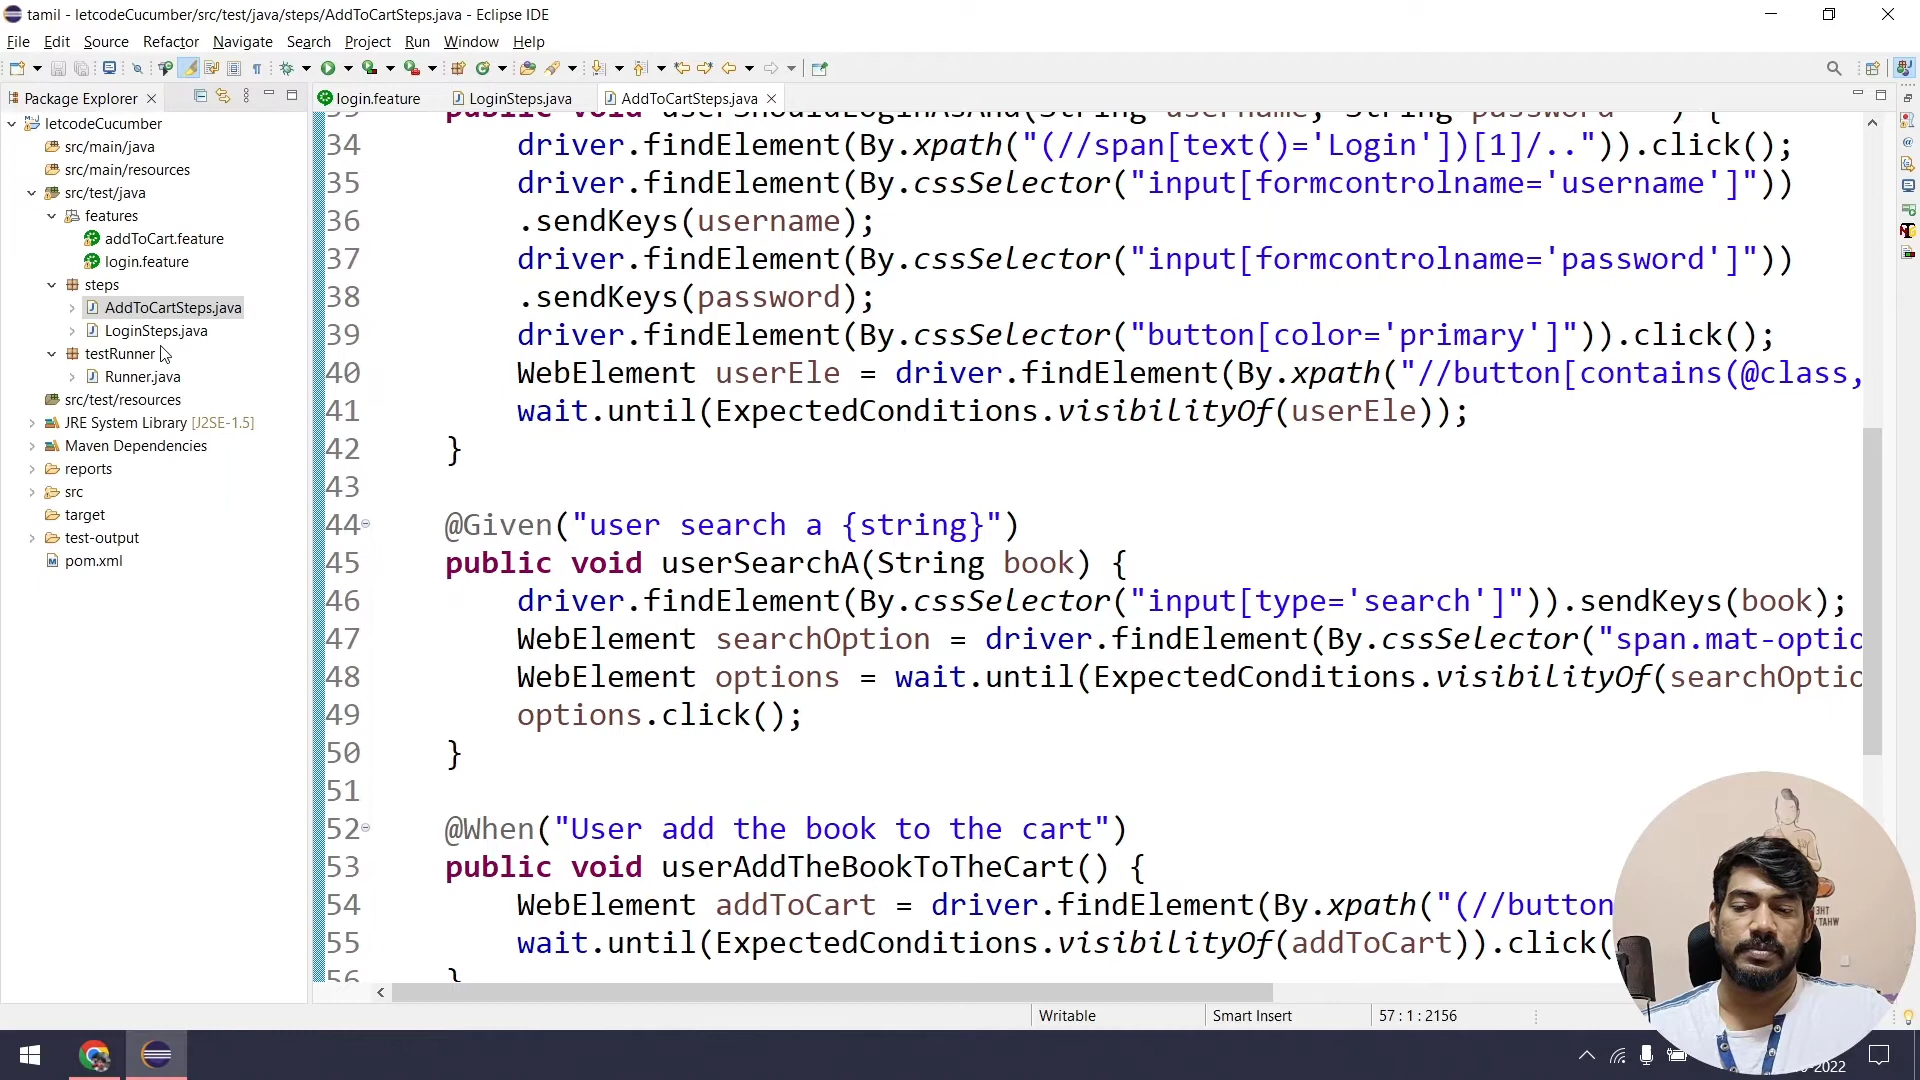 tamil - letcodeCucumber/src/test/java/steps/AddToCartSteps.java - Eclipse IDE
File Edit Source Refactor Navigate Search Project Run Window Help
Package Explorer
login.feature LoginSteps.java AddToCartSteps.java
letcodeCucumber
src/main/java
src/main/resources
src/test/java
features
addToCart.feature
login.feature
steps
AddToCartSteps.java
LoginSteps.java
testRunner
Runner.java
src/test/resources
JRE System Library [J2SE-1.5]
Maven Dependencies
reports
src
target
test-output
pom.xml
34 driver.findElement(By.xpath("(//span[text()='Login'])[1]/..")).click();
35 driver.findElement(By.cssSelector("input[formcontrolname='username']"))
36 .sendKeys(username);
37 driver.findElement(By.cssSelector("input[formcontrolname='password']"))
38 .sendKeys(password);
39 driver.findElement(By.cssSelector("button[color='primary']")).click();
40 WebElement userEle = driver.findElement(By.xpath("//button[contains(@class,
41 wait.until(ExpectedConditions.visibilityOf(userEle));
42 }
43
44 @Given("user search a {string}")
45 public void userSearchA(String book) {
46 driver.findElement(By.cssSelector("input[type='search']")).sendKeys(book);
47 WebElement searchOption = driver.findElement(By.cssSelector("span.mat-optio
48 WebElement options = wait.until(ExpectedConditions.visibilityOf(searchOptio
49 options.click();
50 }
51
52 @When("User add the book to the cart")
53 public void userAddTheBookToTheCart() {
54 WebElement addToCart = driver.findElement(By.xpath("(//button
55 wait.until(ExpectedConditions.visibilityOf(addToCart)).click(
56 }
Writable Smart Insert 57 : 1 : 2156